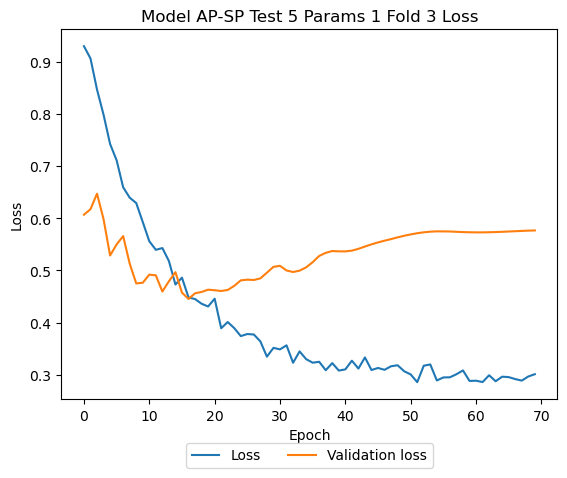 Model AP-SP Test 5 Params 1 Fold 3 Loss
0.9
0.8
0.7
0.6
0.5
0.4
0.3
Loss
0 10 20 30 40 50 60 70
Epoch
Loss Validation loss